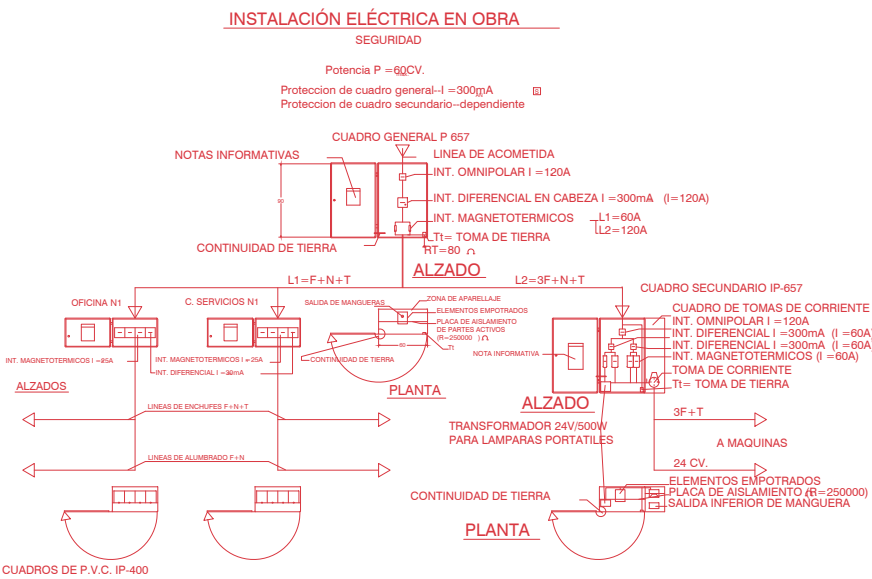 INSTALACIÓN ELÉCTRICA EN OBRA
SEGURIDAD
Potencia P =60CV.
Proteccion de cuadro general--I =300mA
S
Proteccion de cuadro secundario--dependiente
CUADRO GENERAL P 657
NOTAS INFORMATIVAS
LINEA DE ACOMETIDA
INT. OMNIPOLAR I =120A
INT. DIFERENCIAL EN CABEZA I =300mA (I=120A)
INT. MAGNETOTERMICOS
L1=60A
L2=120A
Tt= TOMA DE TIERRA
RT=80 Ω
CONTINUIDAD DE TIERRA
ALZADO
L1=F+N+T
L2=3F+N+T
OFICINA N1
C. SERVICIOS N1
SALIDA DE MANGUERAS
ZONA DE APARELLAJE
ELEMENTOS EMPOTRADOS
PLACA DE AISLAMIENTO
DE PARTES ACTIVOS
(R=250000 ) Ω
60
Tt
CONTINUIDAD DE TIERRA
PLANTA
INT. MAGNETOTERMICOS I =25A
INT. MAGNETOTERMICOS I =25A
INT. DIFERENCIAL I =30mA
CUADRO SECUNDARIO IP-657
CUADRO DE TOMAS DE CORRIENTE
INT. OMNIPOLAR I =120A
INT. DIFERENCIAL I =300mA (I =60A)
INT. DIFERENCIAL I =300mA (I =60A)
INT. MAGNETOTERMICOS (I =60A)
TOMA DE CORRIENTE
Tt= TOMA DE TIERRA
NOTA INFORMATIVA
ALZADO
ALZADOS
LINEAS DE ENCHUFES F+N+T
LINEAS DE ALUMBRADO F+N
TRANSFORMADOR 24V/500W
PARA LAMPARAS PORTATILES
3F+T
A MAQUINAS
24 CV.
CONTINUIDAD DE TIERRA
ELEMENTOS EMPOTRADOS
PLACA DE AISLAMIENTO (R=250000)
SALIDA INFERIOR DE MANGUERA
PLANTA
CUADROS DE P.V.C. IP-400